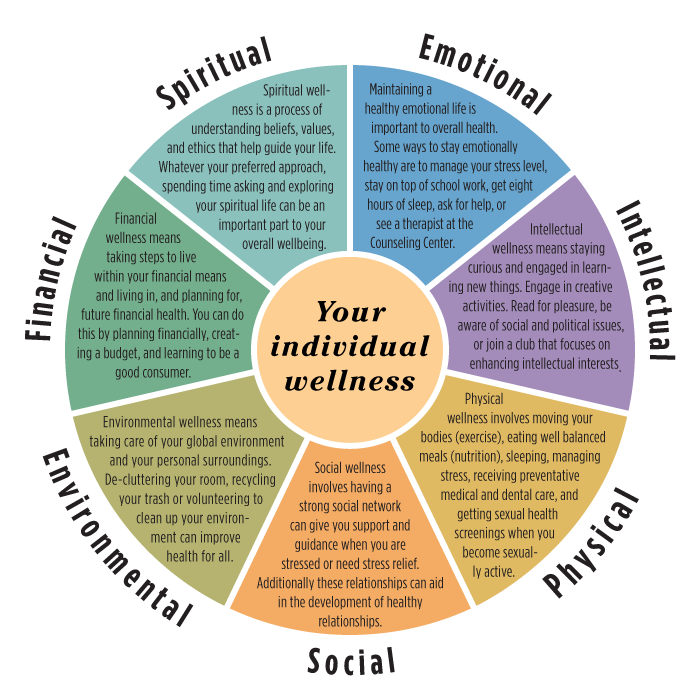 Emotional
Maintaining a
healthy emotional life is
important to overall health.
Some ways to stay emotionally
healthy are to manage your stress level,
stay on top of school work, get eight
hours of sleep, ask for help, or
see a therapist at the
Counseling Center.
Intellectual
Intellectual
wellness means staying
curious and engaged in learn-
ing new things. Engage in creative
activities. Read for pleasure, be
aware of social and political issues,
or join a club that focuses on
enhancing intellectual interests.
Physical
Physical
wellness involves moving your
bodies (exercise), eating well balanced
meals (nutrition), sleeping, managing
stress, receiving preventative
medical and dental care, and
getting sexual health
screenings when you
become sexual-
ly active.
Social
Social wellness
involves having a
strong social network
can give you support and
guidance when you are
stressed or need stress relief.
Additionally these relationships can aid
in the development of healthy
relationships.
Environmental
Environmental wellness means
taking care of your global environment
and your personal surroundings.
De-cluttering your room, recycling
your trash or volunteering to
clean up your environ-
ment can improve
health for all.
Financial
Financial
wellness means
taking steps to live
within your financial means
and living in, and planning for,
future financial health. You can do
this by planning financially, creat-
ing a budget, and learning to be a
good consumer.
Spiritual
Spiritual well-
ness is a process of
understanding beliefs, values,
and ethics that help guide your life.
Whatever your preferred approach,
spending time asking and exploring
your spiritual life can be an
important part to your
overall wellbeing.
Your
individual
wellness